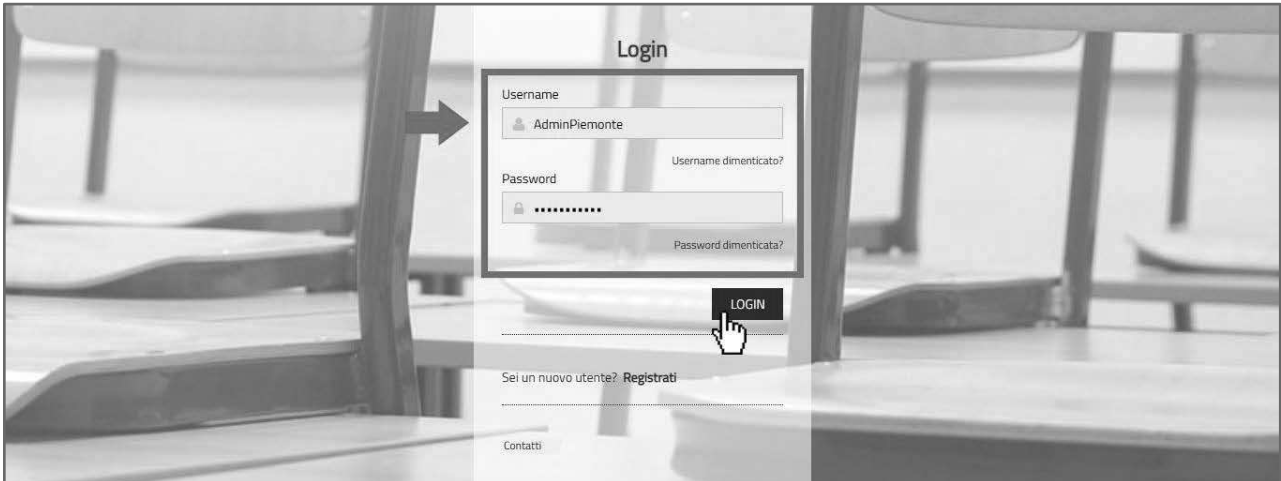 Login
Username
AdminPiemonte
Username dimenticato?
Password
•••••••••••
Password dimenticata?
LOGIN
Sei un nuovo utente? Registrati
Contatti